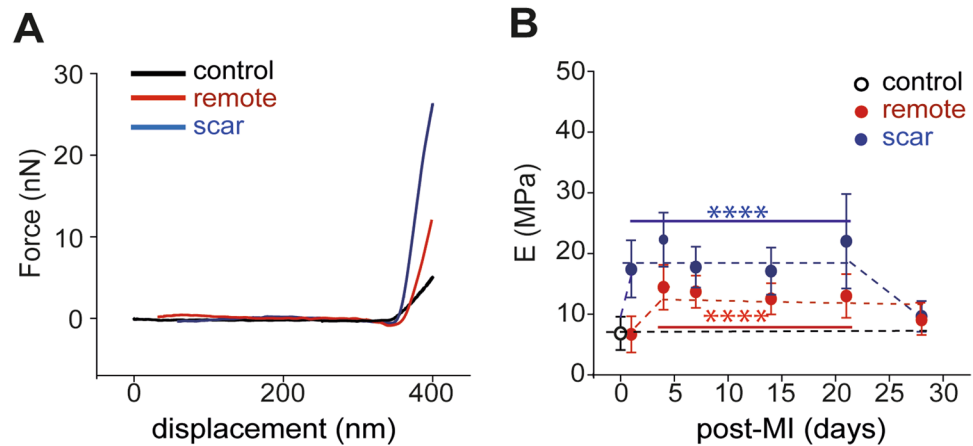 A
control
remote
scar
30
20
10
0
Force (nN)
0
200
400
displacement (nm)
B
control
remote
scar
50
40
30
20
10
0
E (MPa)
****
****
0
5
10
15
20
25
30
post-MI (days)